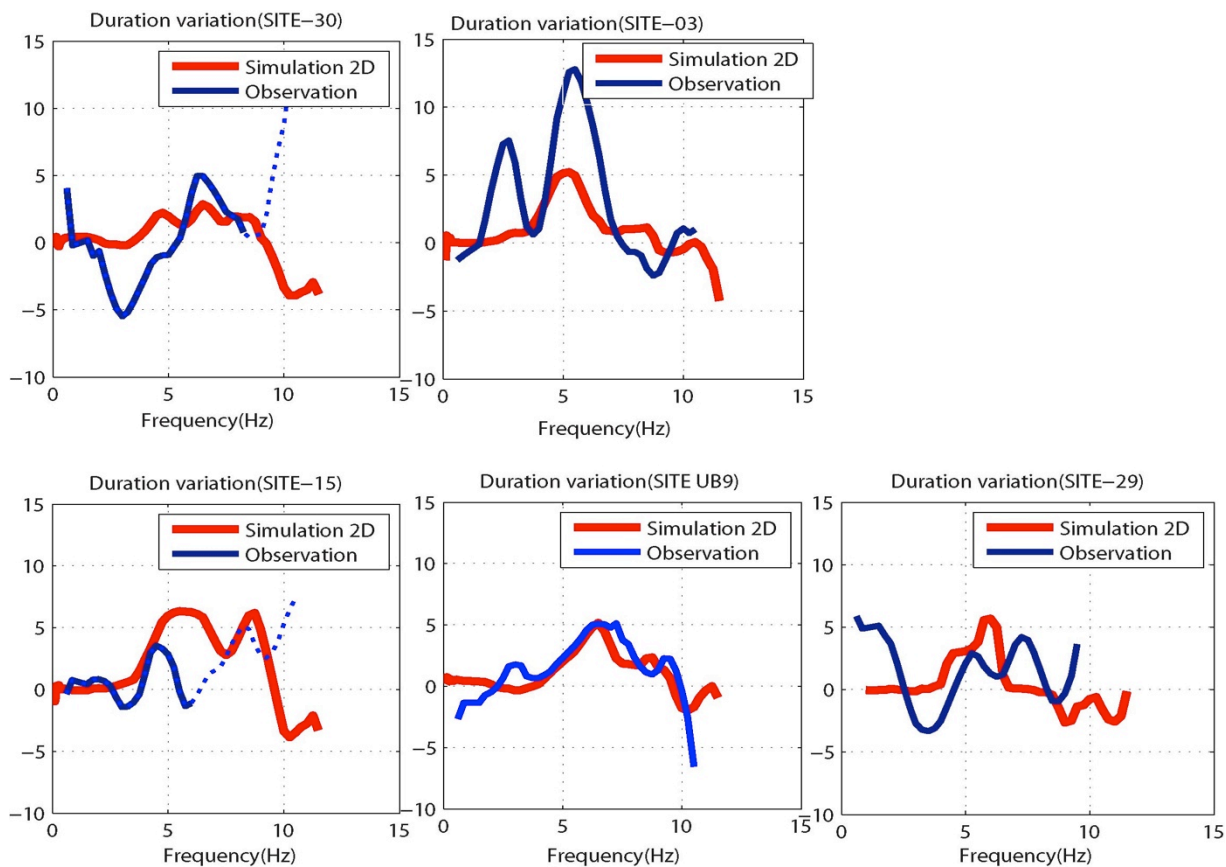 Duration variation(SITE−30)
15
10
5
0
−5
−10
0
5
10
15
Simulation 2D
Observation
Frequency(Hz)
Duration variation(SITE−03)
15
10
5
0
−5
−10
0
5
10
15
Simulation 2D
Observation
Frequency(Hz)
Duration variation(SITE−15)
15
10
5
0
−5
−10
0
5
10
15
Simulation 2D
Observation
Frequency(Hz)
Duration variation(SITE UB9)
15
10
5
0
−5
−10
0
5
10
15
Simulation 2D
Observation
Frequency(Hz)
Duration variation(SITE−29)
15
10
5
0
−5
−10
0
5
10
15
Simulation 2D
Observation
Frequency(Hz)